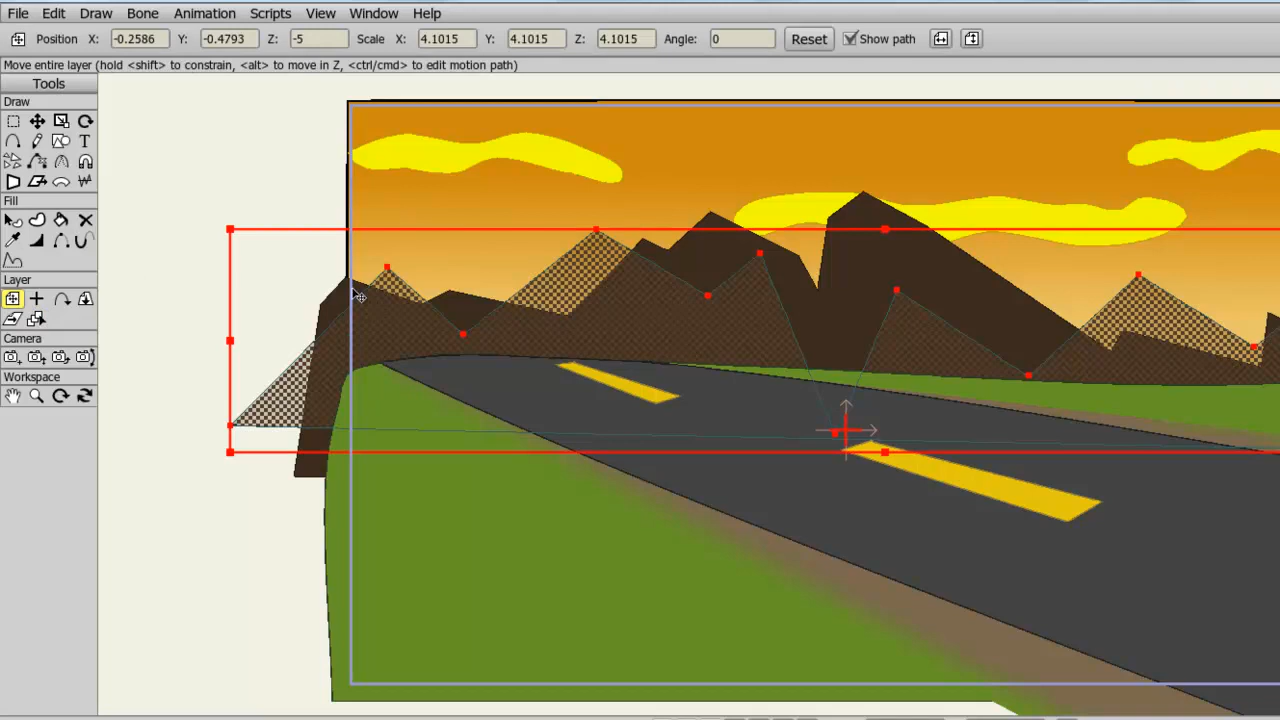 File Edit Draw Bone Animation Scripts View Window Help
Position X: -0.2586 Y: -0.4793 Z: -5 Scale X: 4.1015 Y: 4.1015 Z: 4.1015 Angle: 0 Reset Show path
Move entire layer (hold <shift> to constrain, <alt> to move in Z, <ctrl/cmd> to edit motion path)
Tools
Draw
Fill
Layer
Camera
Workspace